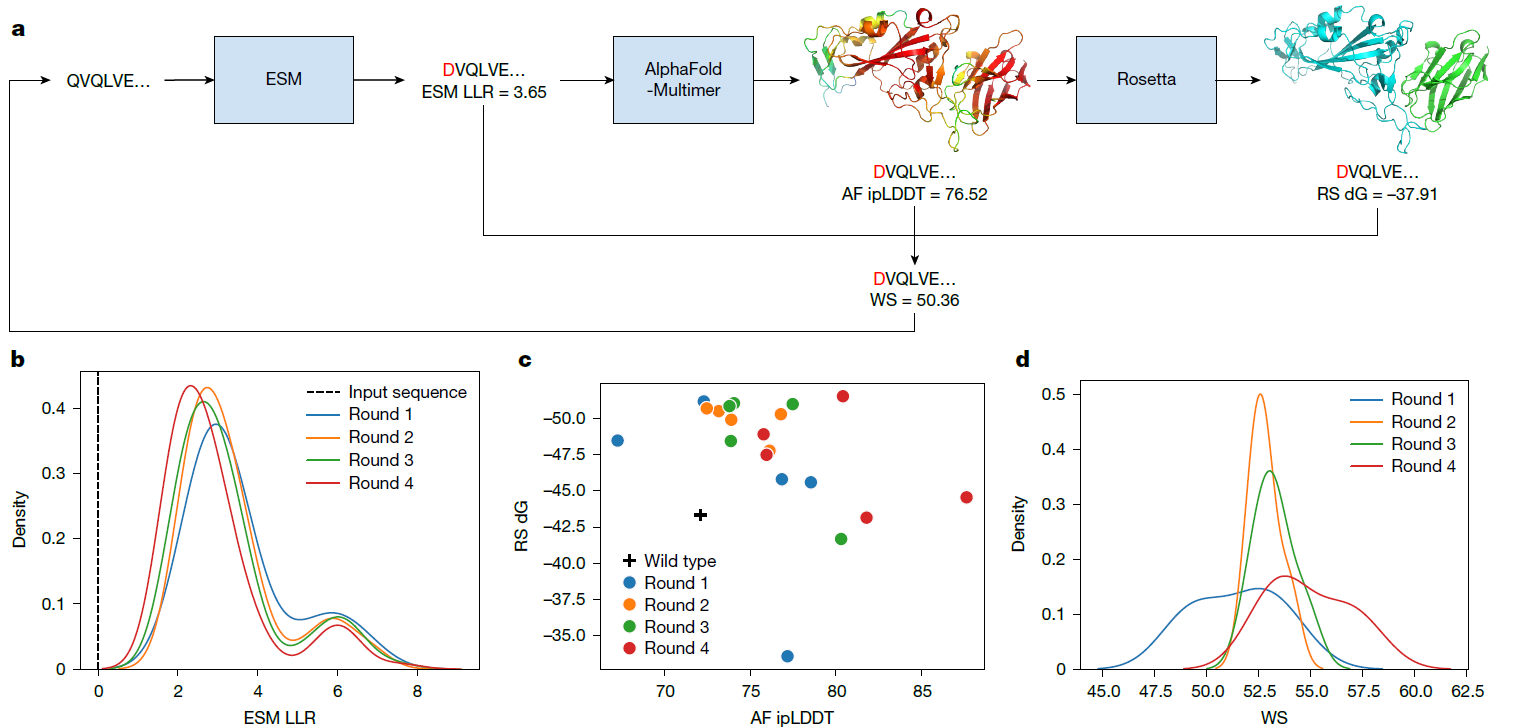 a
QVQLVE…
ESM
DVQLVE…
ESM LLR = 3.65
AlphaFold
-Multimer
DVQLVE…
AF ipLDDT = 76.52
Rosetta
DVQLVE…
RS dG = –37.91
DVQLVE…
WS = 50.36
b
Density
0.4
0.3
0.2
0.1
0
Input sequence
Round 1
Round 2
Round 3
Round 4
0 2 4 6 8
ESM LLR
c
RS dG
–50.0
–47.5
–45.0
–42.5
–40.0
–37.5
–35.0
Wild type
Round 1
Round 2
Round 3
Round 4
70 75 80 85
AF ipLDDT
d
Density
0.5
0.4
0.3
0.2
0.1
0
Round 1
Round 2
Round 3
Round 4
45.0 47.5 50.0 52.5 55.0 57.5 60.0 62.5
WS